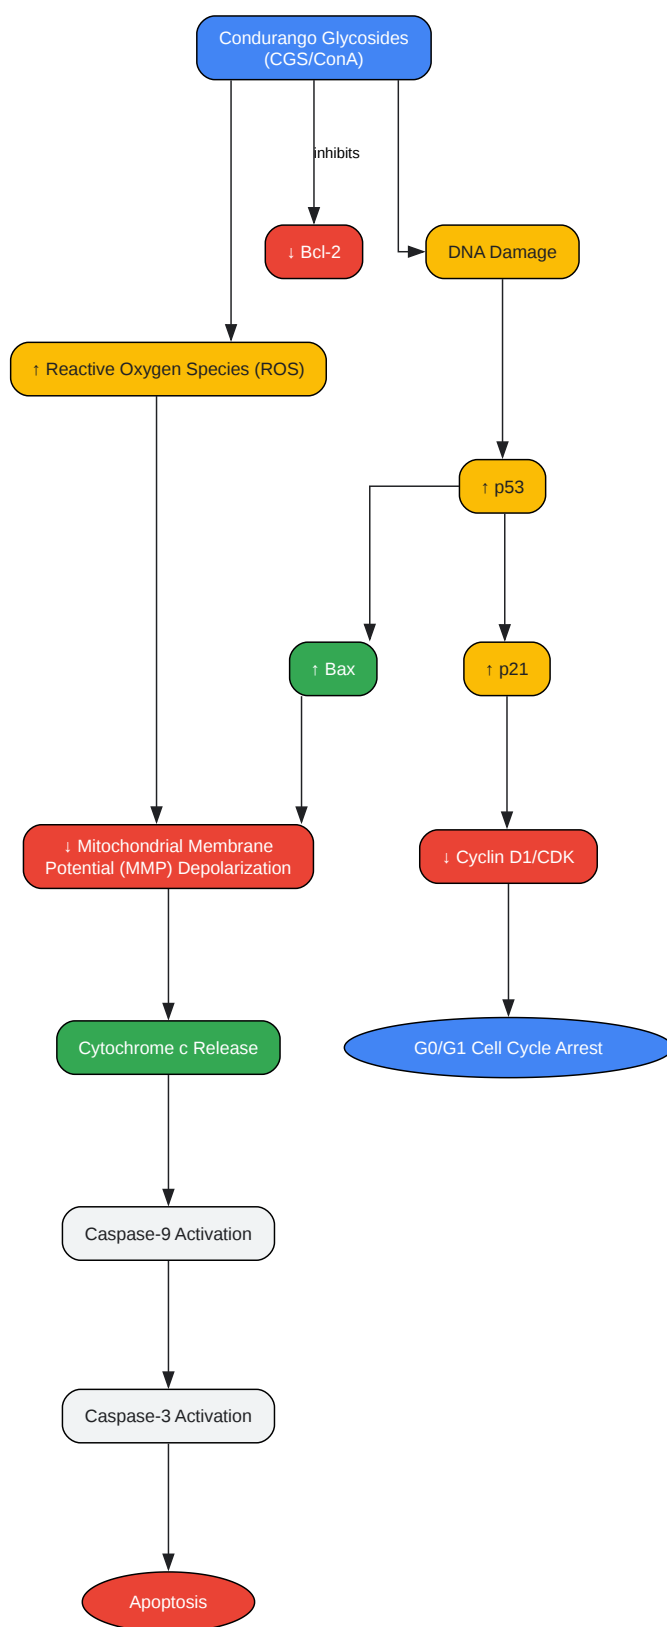 Condurango Glycosides
(CGS/ConA)
inhibits
↓ Bcl-2
DNA Damage
↑ Reactive Oxygen Species (ROS)
↑ p53
↑ Bax
↑ p21
↓ Mitochondrial Membrane
Potential (MMP) Depolarization
↓ Cyclin D1/CDK
Cytochrome c Release
G0/G1 Cell Cycle Arrest
Caspase-9 Activation
Caspase-3 Activation
Apoptosis